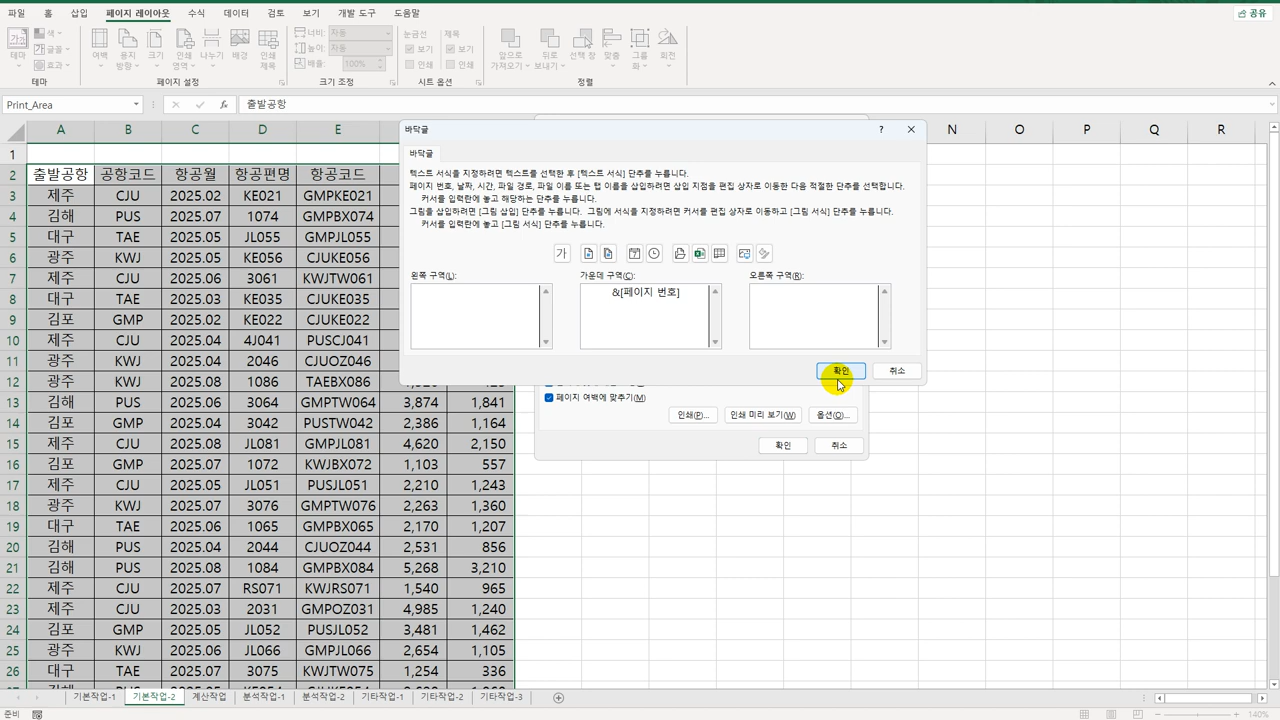 파일 홈 삽입 페이지 레이아웃 수식 데이터 검토 보기 개발 도구 도움말 공유
테마 색 글꼴 효과 여백 용지 방향 크기 인쇄 영역 나누기 배경 인쇄 제목 너비: 자동 높이: 자동 배율: 100% 눈금선 보기 인쇄 제목 보기 인쇄 앞으로 가져오기 뒤로 보내기 선택 창 맞춤 그룹화 회전
테마 페이지 설정 크기 조정 시트 옵션 정렬
Print_Area fx 출발공항
A B C D E N O P Q R
1
2 출발공항 공항코드 항공월 항공편명 항공코드
3 제주 CJU 2025.02 KE021 GMPKE021
4 김해 PUS 2025.07 1074 GMPBX074
5 대구 TAE 2025.05 JL055 GMPJL055
6 광주 KWJ 2025.05 KE056 CJUKE056
7 제주 CJU 2025.06 3061 KWJTW061
8 대구 TAE 2025.03 KE035 CJUKE035
9 김포 GMP 2025.02 KE022 CJUKE022
10 제주 CJU 2025.04 4J041 PUSCJ041
11 광주 KWJ 2025.04 2046 CJUOZ046
12 광주 KWJ 2025.08 1086 TAEBX086
13 김해 PUS 2025.06 3064 GMPTW064 3,874 1,841
14 김포 GMP 2025.04 3042 PUSTW042 2,386 1,164
15 제주 CJU 2025.08 JL081 GMPJL081 4,620 2,150
16 김포 GMP 2025.07 1072 KWJBX072 1,103 557
17 제주 CJU 2025.05 JL051 PUSJL051 2,210 1,243
18 광주 KWJ 2025.07 3076 GMPTW076 2,263 1,360
19 대구 TAE 2025.06 1065 GMPBX065 2,170 1,207
20 김해 PUS 2025.04 2044 CJUOZ044 2,531 856
21 김해 PUS 2025.08 1084 GMPBX084 5,268 3,210
22 제주 CJU 2025.07 RS071 KWJRS071 1,540 965
23 제주 CJU 2025.03 2031 GMPOZ031 4,985 1,240
24 김포 GMP 2025.05 JL052 PUSJL052 3,481 1,462
25 광주 KWJ 2025.06 JL066 GMPJL066 2,654 1,105
26 대구 TAE 2025.07 3075 KWJTW075 1,254 336
바닥글 ?
바닥글
텍스트 서식을 지정하려면 텍스트를 선택한 후 [텍스트 서식] 단추를 누릅니다.
페이지 번호, 날짜, 시간, 파일 경로, 파일 이름 또는 탭 이름을 삽입하려면 삽입 지점을 편집 상자로 이동한 다음 적절한 단추를 선택합니다.
커서를 입력란에 놓고 해당하는 단추를 누릅니다.
그림을 삽입하려면 [그림 삽입] 단추를 누릅니다. 그림에 서식을 지정하려면 커서를 편집 상자로 이동하고 [그림 서식] 단추를 누릅니다.
커서를 입력란에 놓고 [그림 서식] 단추를 누릅니다.
가
왼쪽 구역(L): 가운데 구역(C): 오른쪽 구역(R):
&[페이지 번호]
확인 취소
페이지 여백에 맞추기(M)
인쇄(P)... 인쇄 미리 보기(W) 옵션(O)...
확인 취소
기본작업-1 기본작업-2 계산작업 분석작업-1 분석작업-2 기타작업-1 기타작업-2 기타작업-3
준비 140%